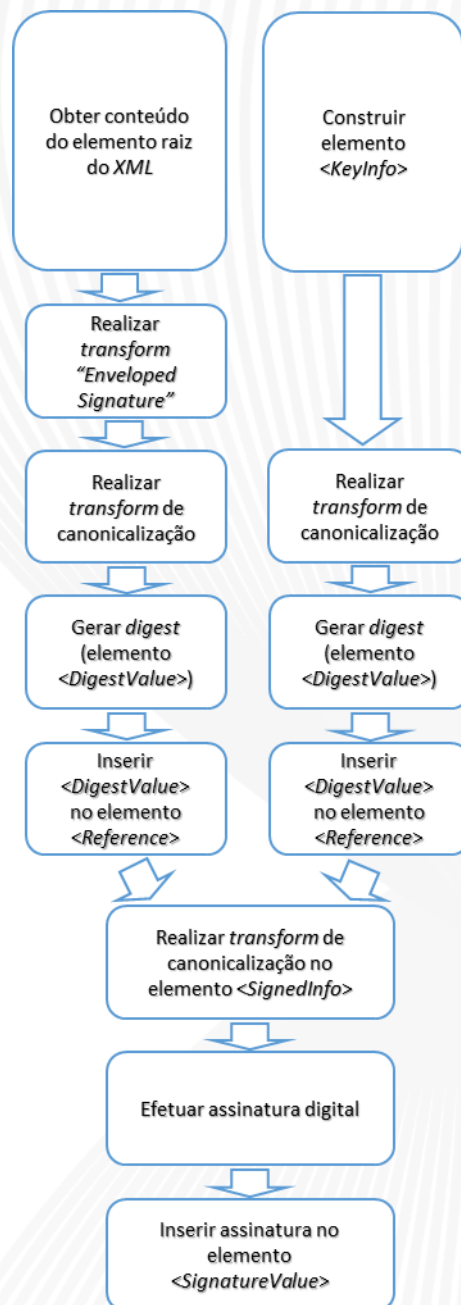 Obter conteúdo
do elemento raiz
do XML
Construir
elemento
<KeyInfo>
Realizar
transform
“Enveloped
Signature”
Realizar
transform de
canonicalização
Realizar
transform de
canonicalização
Gerar digest
(elemento
<DigestValue>)
Gerar digest
(elemento
<DigestValue>)
Inserir
<DigestValue>
no elemento
<Reference>
Inserir
<DigestValue>
no elemento
<Reference>
Realizar transform de
canonicalização no
elemento <SignedInfo>
Efetuar assinatura digital
Inserir assinatura no
elemento
<SignatureValue>